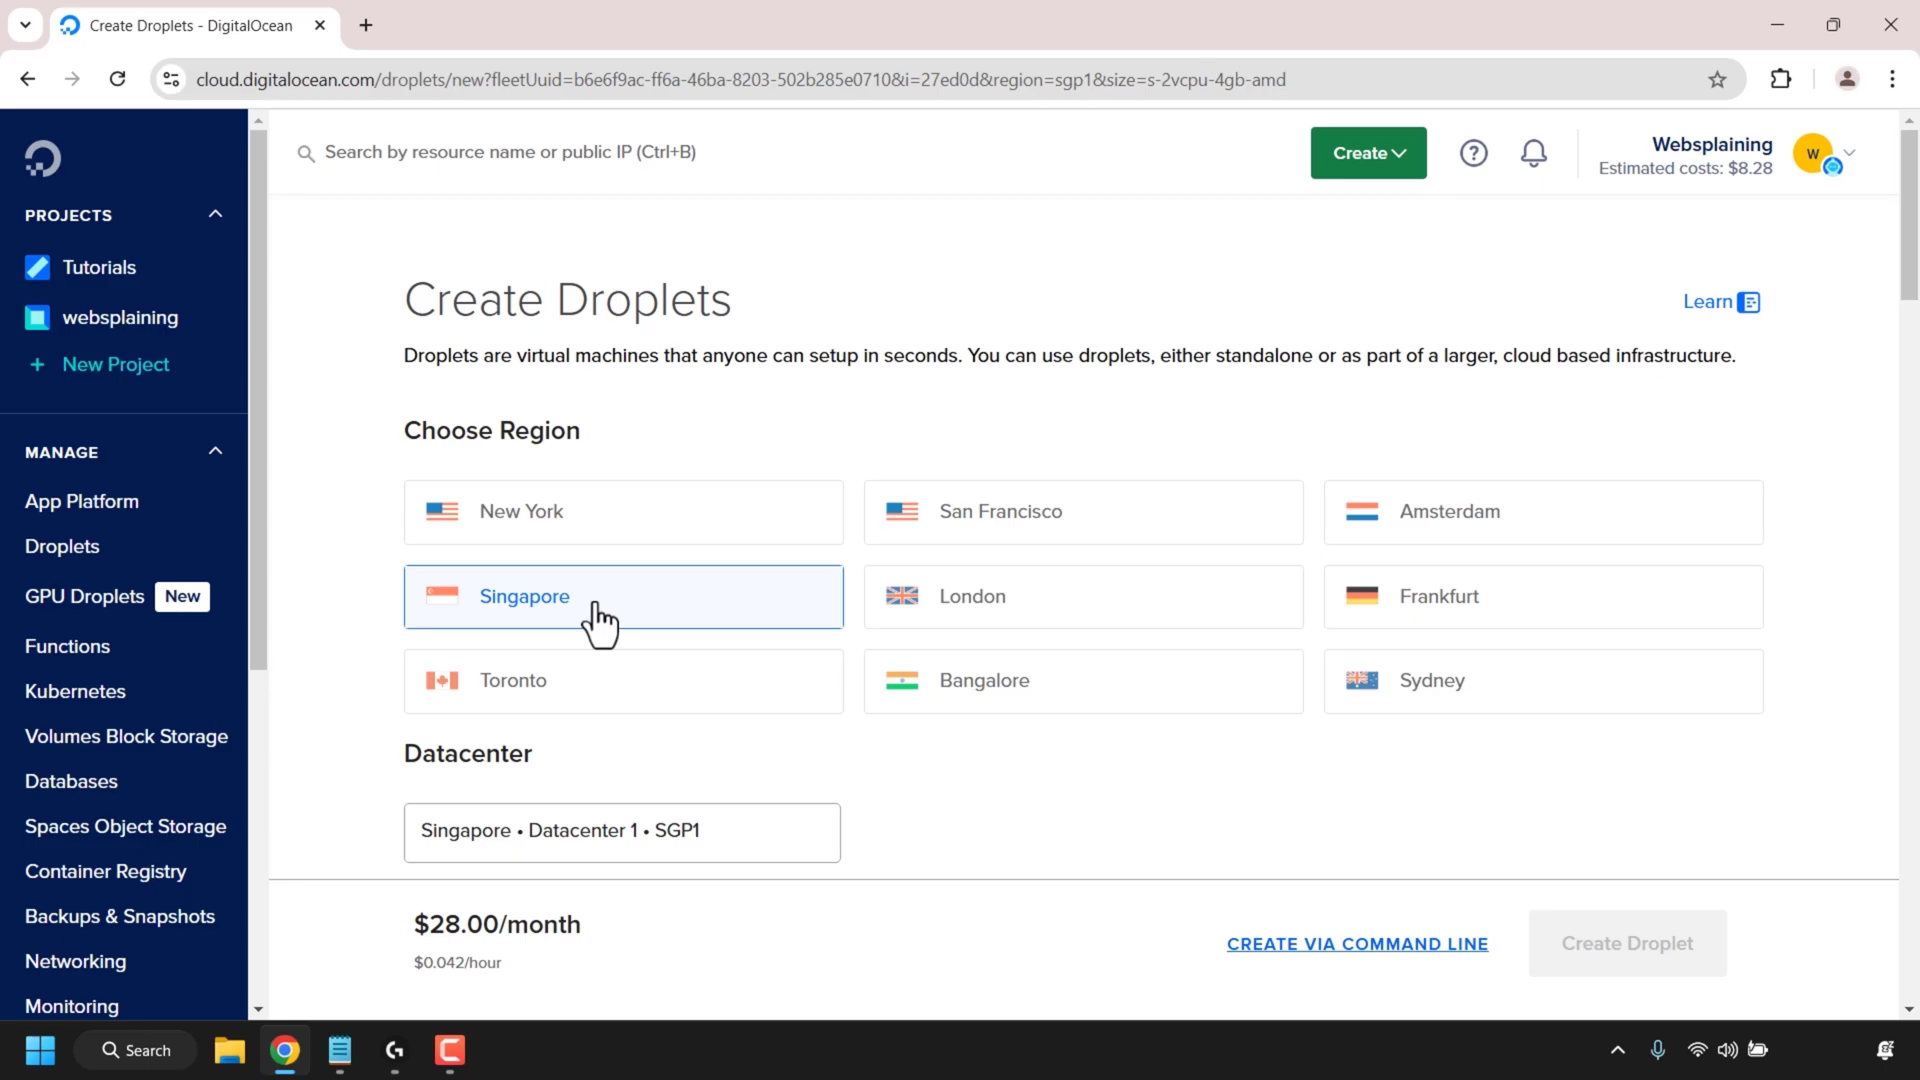 Create Droplets - DigitalOcean
cloud.digitalocean.com/droplets/new?fleetUuid=b6e6f9ac-ff6a-46ba-8203-502b285e0710&i=27ed0d&region=sgp1&size=s-2vcpu-4gb-amd
Search by resource name or public IP (Ctrl+B)
Create
?
Websplaining
Estimated costs: $8.28
W
PROJECTS
Tutorials
websplaining
+ New Project
MANAGE
App Platform
Droplets
GPU Droplets New
Functions
Kubernetes
Volumes Block Storage
Databases
Spaces Object Storage
Container Registry
Backups & Snapshots
Networking
Monitoring
Create Droplets
Learn
Droplets are virtual machines that anyone can setup in seconds. You can use droplets, either standalone or as part of a larger, cloud based infrastructure.
Choose Region
New York
San Francisco
Amsterdam
Singapore
London
Frankfurt
Toronto
Bangalore
Sydney
Datacenter
Singapore • Datacenter 1 • SGP1
$28.00/month
$0.042/hour
CREATE VIA COMMAND LINE
Create Droplet
Search